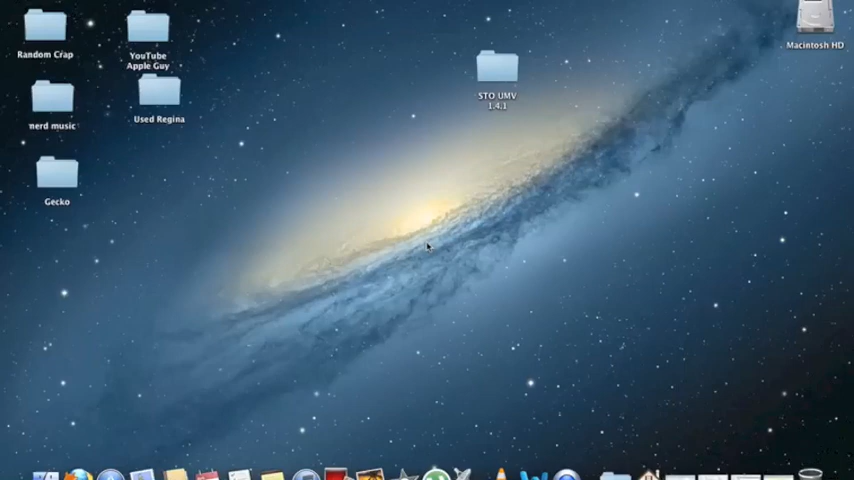 Random Crap
YouTube
Apple Guy
STO UMV
1.4.1
Macintosh HD
nerd music
Used Regina
Gecko